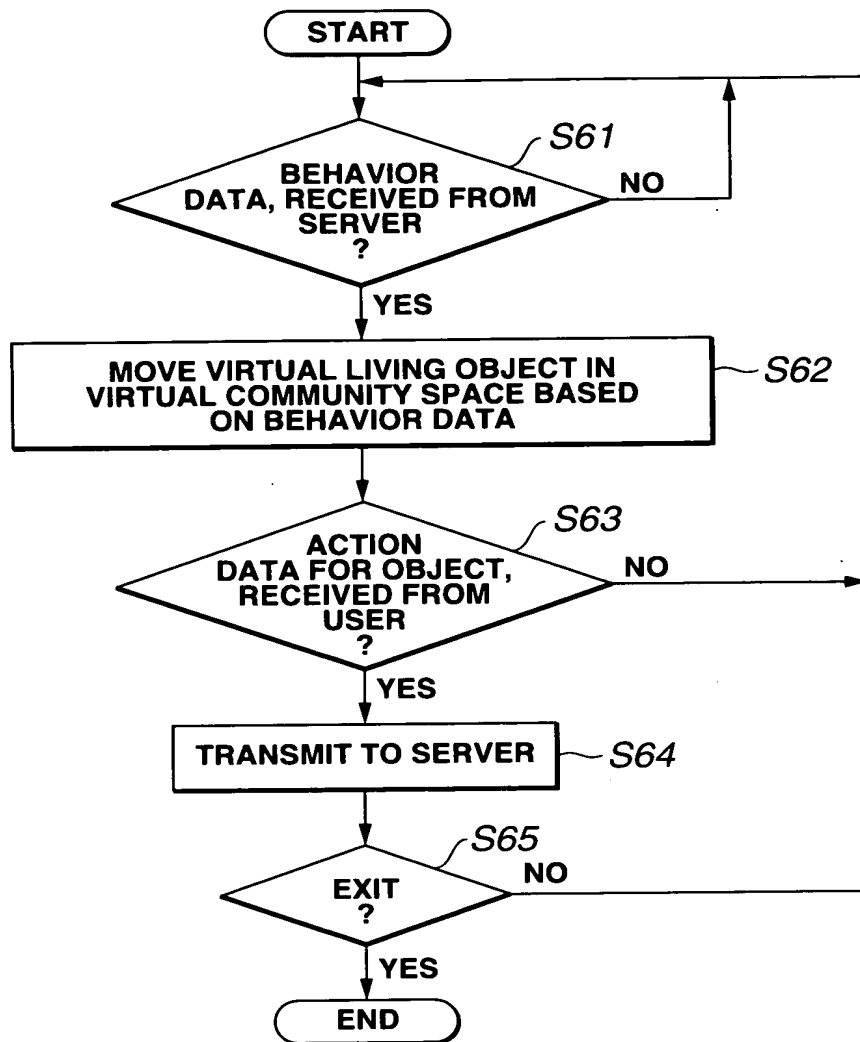 START
S61
BEHAVIOR
DATA, RECEIVED FROM
SERVER
?
NO
YES
MOVE VIRTUAL LIVING OBJECT IN
VIRTUAL COMMUNITY SPACE BASED
ON BEHAVIOR DATA
S62
S63
ACTION
DATA FOR OBJECT,
RECEIVED FROM
USER
?
NO
YES
TRANSMIT TO SERVER
S64
S65
EXIT
?
NO
YES
END